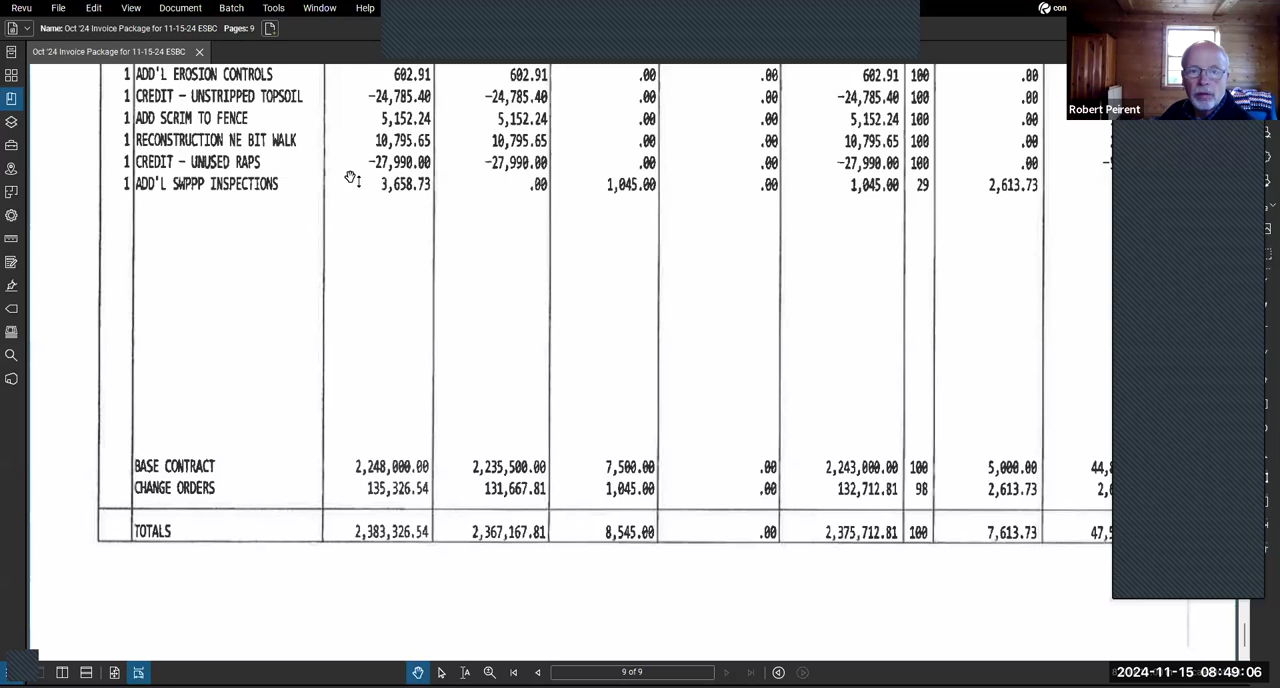 Revu File Edit View Document Batch Tools Window Help
Name: Oct '24 Invoice Package for 11-15-24 ESBC Pages: 9
Oct '24 Invoice Package for 11-15-24 ESBC
Robert Peirent
1 ADD'L EROSION CONTROLS 602.91 602.91 .00 .00 602.91 100 .00
1 CREDIT - UNSTRIPPED TOPSOIL -24,785.40 -24,785.40 .00 .00 -24,785.40 100 .00
1 ADD SCRIM TO FENCE 5,152.24 5,152.24 .00 .00 5,152.24 100 .00
1 RECONSTRUCTION NE BIT WALK 10,795.65 10,795.65 .00 .00 10,795.65 100 .00
1 CREDIT - UNUSED RAPS -27,990.00 -27,990.00 .00 .00 -27,990.00 100 .00
1 ADD'L SWPPP INSPECTIONS 3,658.73 .00 1,045.00 .00 1,045.00 29 2,613.73
BASE CONTRACT 2,248,000.00 2,235,500.00 7,500.00 .00 2,243,000.00 100 5,000.00
CHANGE ORDERS 135,326.54 131,667.81 1,045.00 .00 132,712.81 98 2,613.73
TOTALS 2,383,326.54 2,367,167.81 8,545.00 .00 2,375,712.81 100 7,613.73
9 of 9
2024-11-15 08:49:06